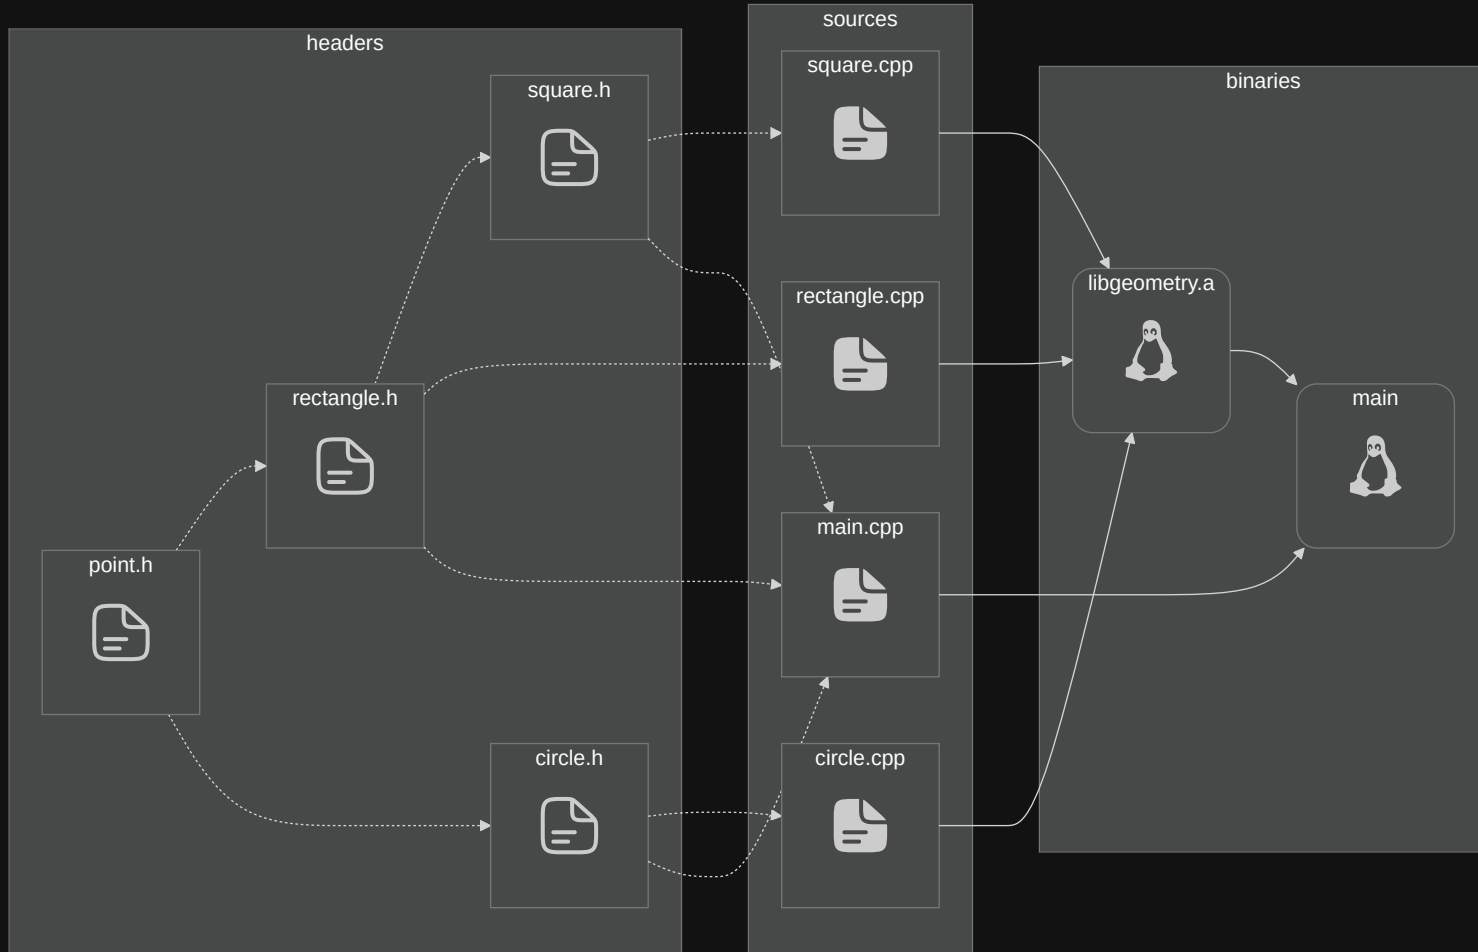 headers
square.h
rectangle.h
point.h
circle.h
sources
square.cpp
rectangle.cpp
main.cpp
circle.cpp
binaries
libgeometry.a
main